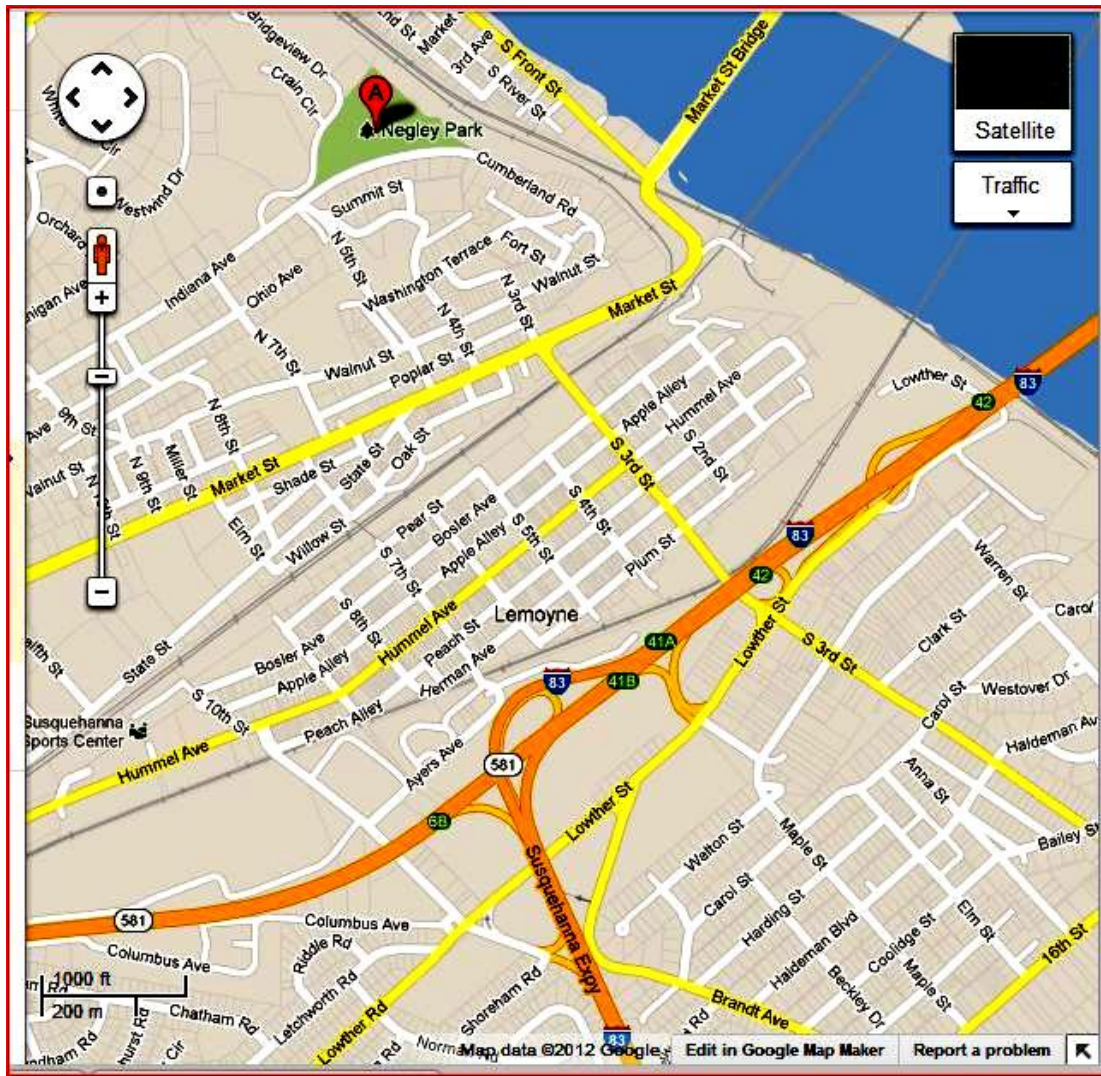 Bridgeview Dr
Crain Cir
2nd St
Market St
3rd Ave
S River St
S Front St
Market St Bridge
A
Negley Park
Satellite
Traffic
Westwind Dr
Summit St
Cumberland Rd
Orchard
Indiana Ave
Ohio Ave
N 5th St
Washington Terrace
Fort St
Walnut St
N 3rd St
N 4th St
Market St
N 7th St
Walnut St
Poplar St
Lowther St
42
83
Apple Alley
Hummel Ave
9th St
N 8th St
Miller St
N 9th St
Walnut St
Market St
Shade St
State St
Oak St
S 3rd St
S 2nd St
Elm St
Willow St
Pear St
Bosler Ave
Apple Alley
S 5th St
S 4th St
Plum St
83
42
Warren St
Carol
Clark St
S 7th St
S 8th St
Hummel Ave
Lemoyne
Peach St
Herman Ave
41A
41B
83
Lowther St
S 3rd St
Carol St
Westover Dr
Haldeman Av
State St
Bosler Ave
Apple Alley
S 10th St
Peach Alley
Susquehanna
Sports Center
Hummel Ave
Ayers Ave
581
6B
Lowther St
Anna St
Bailey St
Welton St
Maple St
Carol St
Harding St
Haldeman Blvd
Coolidge St
Elm St
Maple St
Beckley Dr
16th St
581
Columbus Ave
Columbus Ave
Riddle Rd
Susquehanna Expy
1000 ft
200 m
Chatham Rd
Letchworth Rd
Lowther Rd
Shoreham Rd
Brandt Ave
83
Map data ©2012 Google
Edit in Google Map Maker
Report a problem